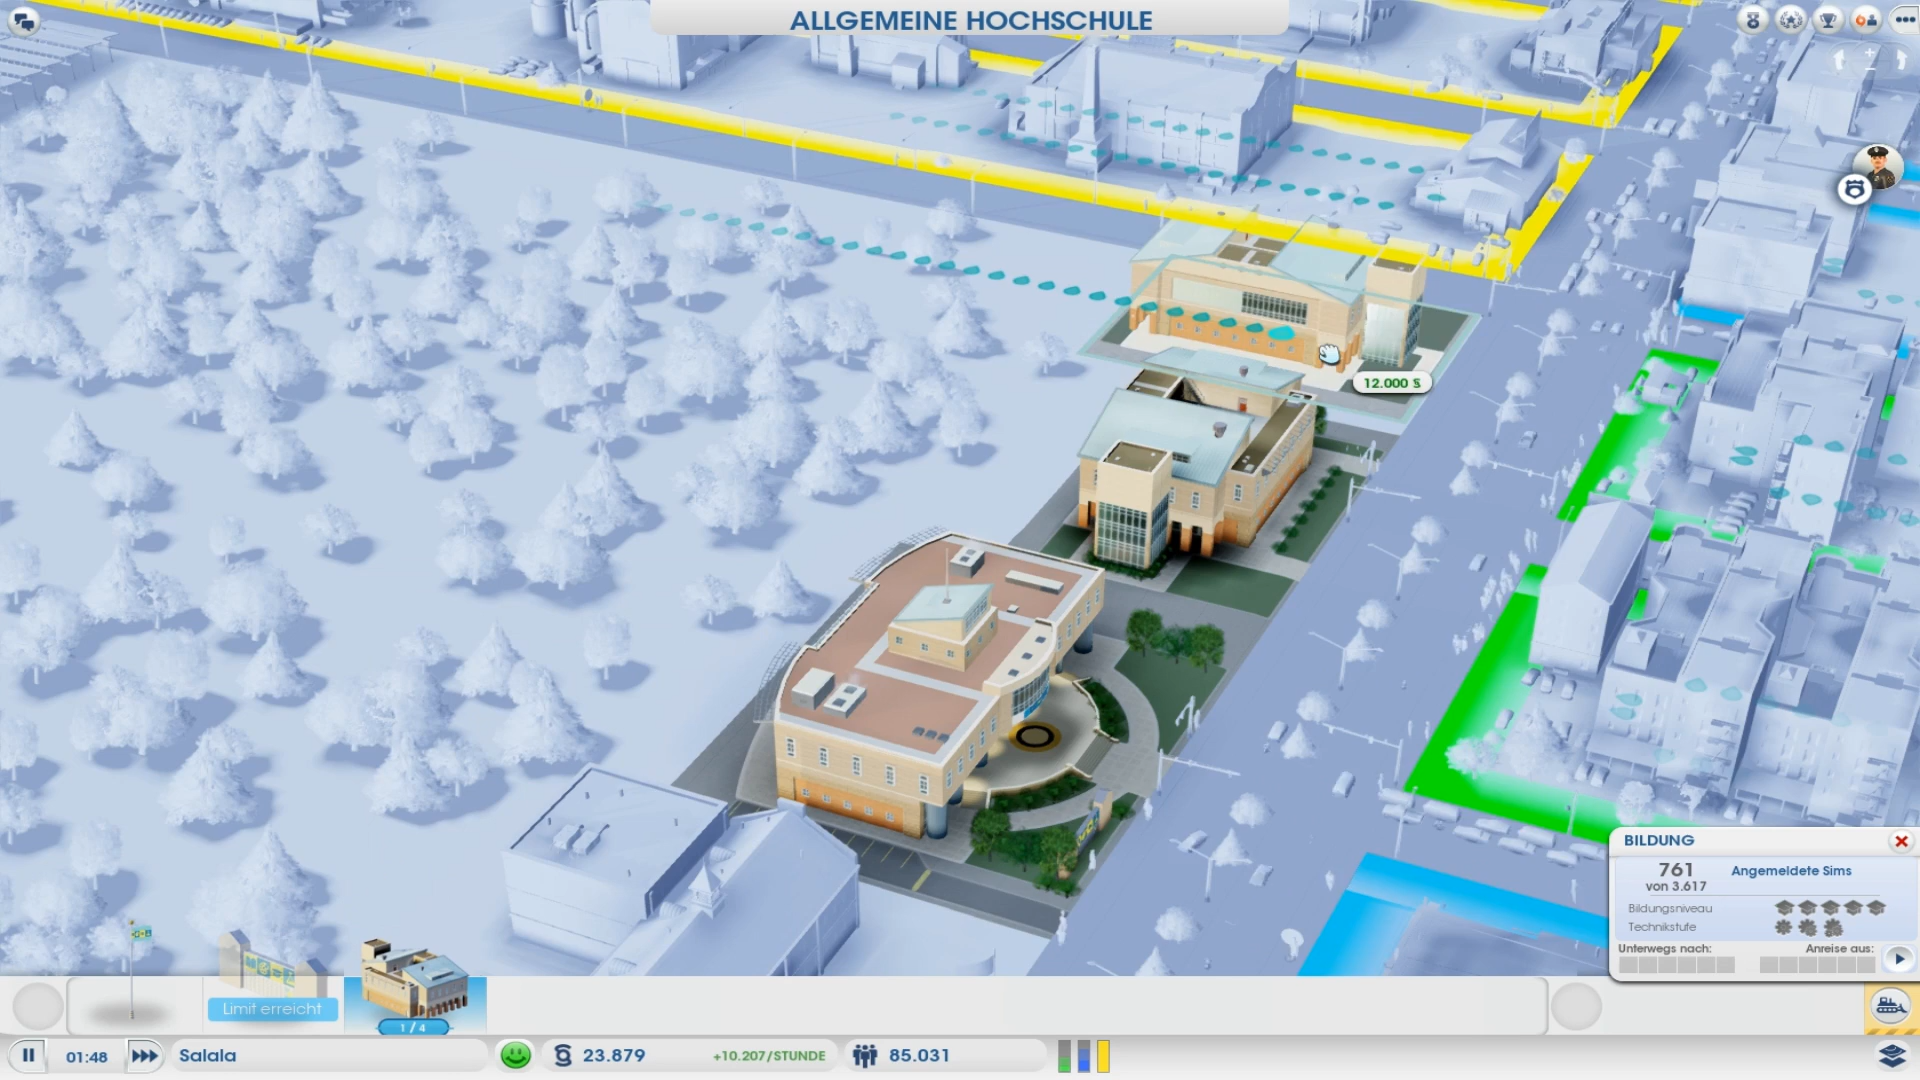 ALLGEMEINE HOCHSCHULE
12.000 §
BILDUNG
761
von 3.617
Angemeldete Sims
Bildungsniveau
Technikstufe
Unterwegs nach:
Anreise aus:
Limit erreicht
1 / 4
01:48
Salala
23.879
+10.207/STUNDE
85.031